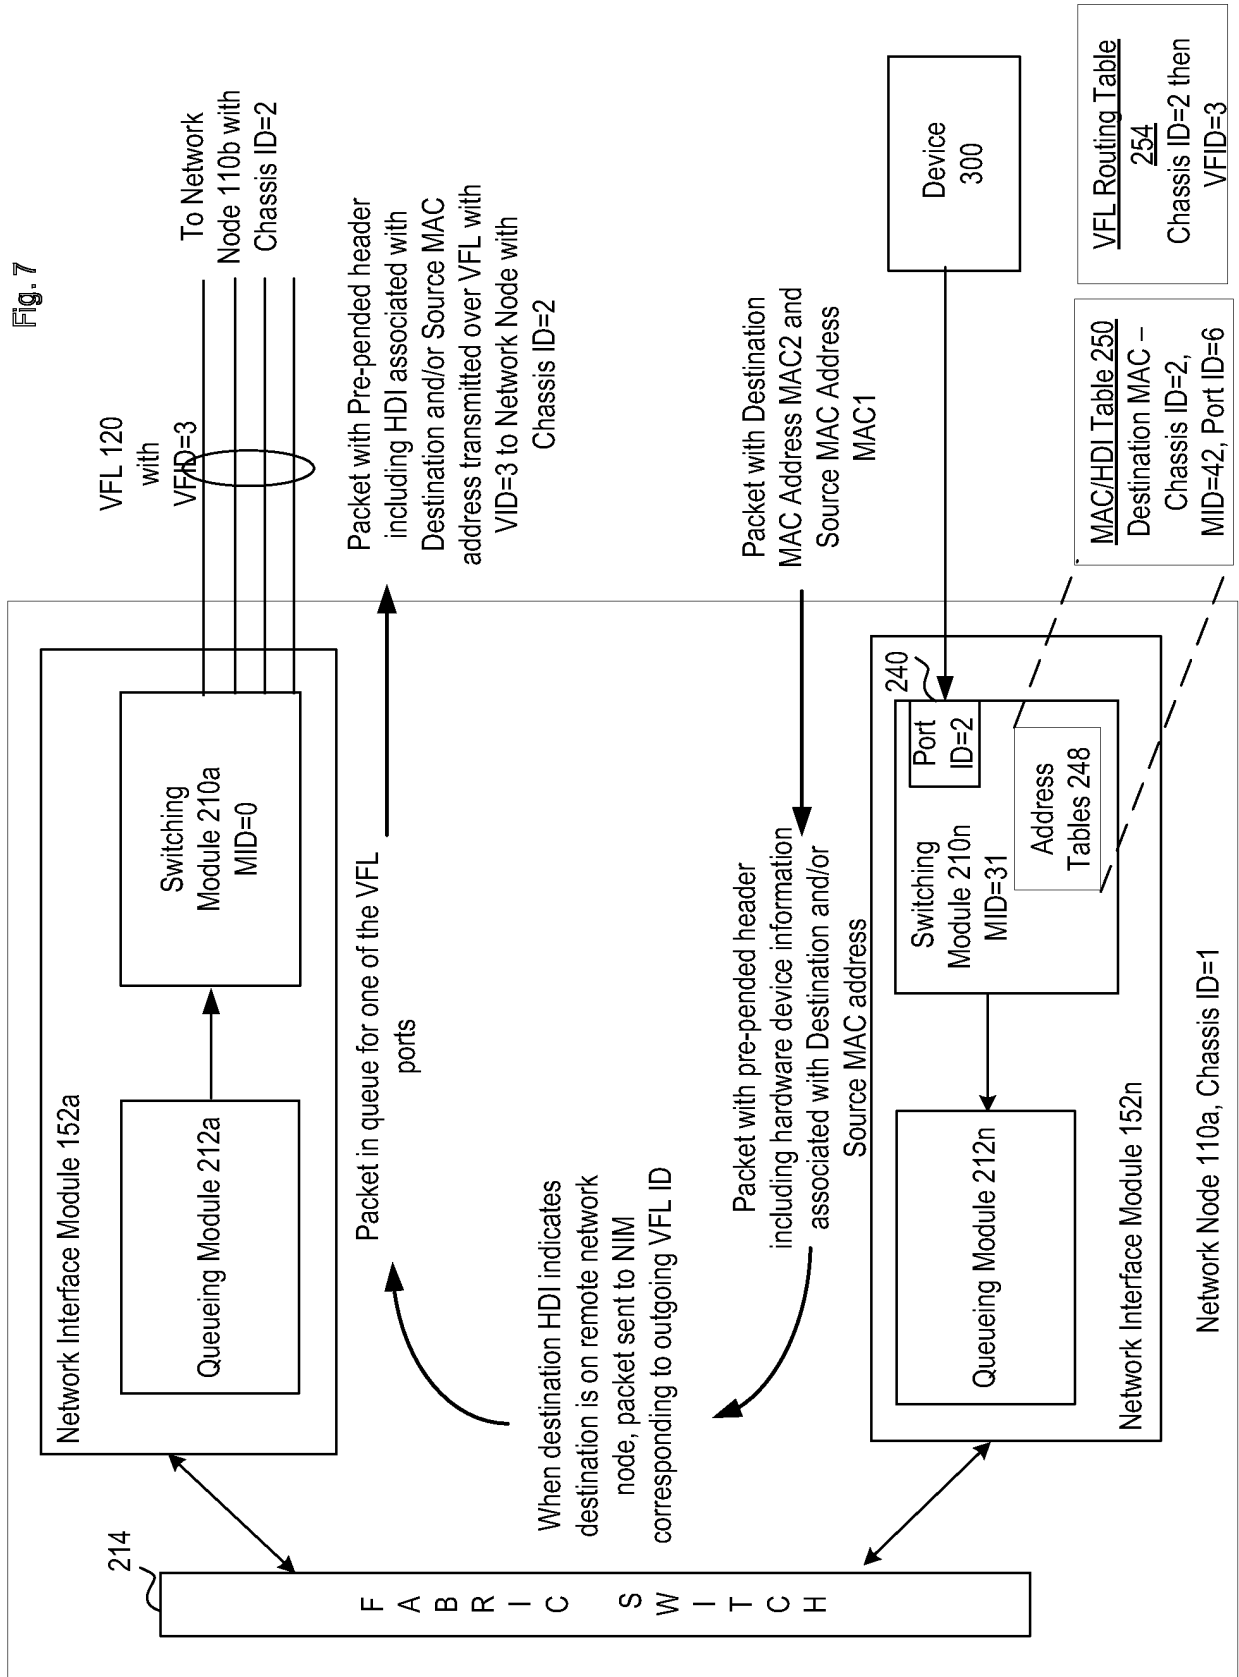 Fig. 7
VFL 120
with
VFID=3
To Network
Node 110b with
Chassis ID=2
Network Interface Module 152a
Queueing Module 212a
Switching
Module 210a
MID=0
214
FABRIC SWITCH
Packet in queue for one of the VFL
ports
Packet with Pre-pended header
including HDI associated with
Destination and/or Source MAC
address transmitted over VFL with
VID=3 to Network Node with
Chassis ID=2
When destination HDI indicates
destination is on remote network
node, packet sent to NIM
corresponding to outgoing VFL ID
Packet with pre-pended header
including hardware device information
associated with Destination and/or
Source MAC address
Packet with Destination
MAC Address MAC2 and
Source MAC Address
MAC1
Device
300
240
Port
ID=2
Switching
Module 210n
MID=31
Address
Tables 248
Queueing Module 212n
Network Interface Module 152n
Network Node 110a, Chassis ID=1
MAC/HDI Table 250
Destination MAC –
Chassis ID=2,
MID=42, Port ID=6
VFL Routing Table
254
Chassis ID=2 then
VFID=3